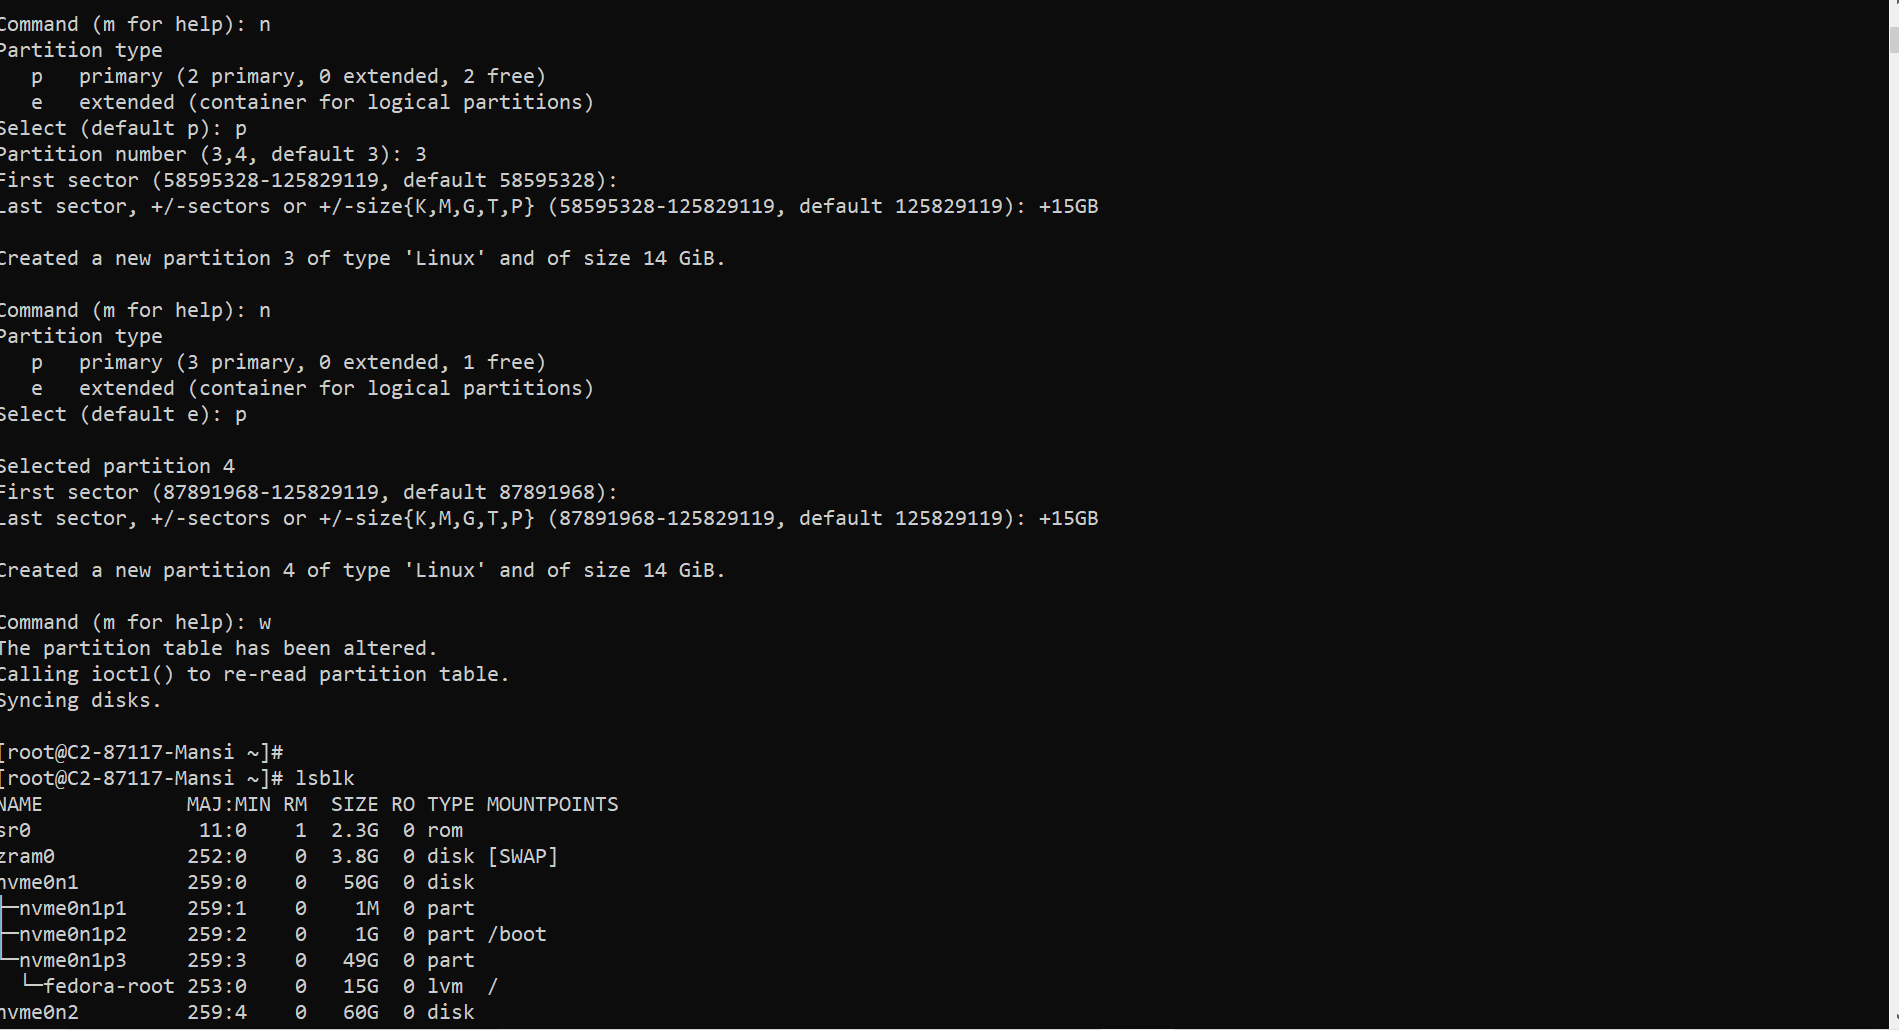 Command (m for help): n
Partition type
   p   primary (2 primary, 0 extended, 2 free)
   e   extended (container for logical partitions)
Select (default p): p
Partition number (3,4, default 3): 3
First sector (58595328-125829119, default 58595328):
Last sector, +/-sectors or +/-size{K,M,G,T,P} (58595328-125829119, default 125829119): +15GB

Created a new partition 3 of type 'Linux' and of size 14 GiB.

Command (m for help): n
Partition type
   p   primary (3 primary, 0 extended, 1 free)
   e   extended (container for logical partitions)
Select (default e): p

Selected partition 4
First sector (87891968-125829119, default 87891968):
Last sector, +/-sectors or +/-size{K,M,G,T,P} (87891968-125829119, default 125829119): +15GB

Created a new partition 4 of type 'Linux' and of size 14 GiB.

Command (m for help): w
The partition table has been altered.
Calling ioctl() to re-read partition table.
Syncing disks.

[root@C2-87117-Mansi ~]#
[root@C2-87117-Mansi ~]# lsblk
NAME            MAJ:MIN RM  SIZE RO TYPE MOUNTPOINTS
sr0              11:0    1  2.3G  0 rom
zram0           252:0    0  3.8G  0 disk [SWAP]
nvme0n1         259:0    0   50G  0 disk
├─nvme0n1p1     259:1    0    1M  0 part
├─nvme0n1p2     259:2    0    1G  0 part /boot
└─nvme0n1p3     259:3    0   49G  0 part
  └─fedora-root 253:0    0   15G  0 lvm  /
nvme0n2         259:4    0   60G  0 disk